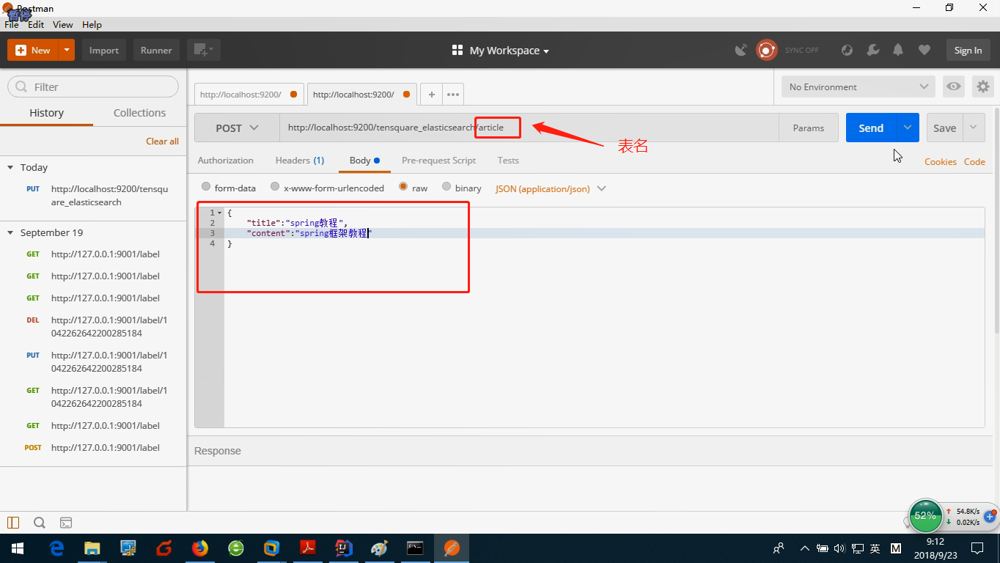 Postman
暂停
File Edit View Help
New Import Runner My Workspace SYNC OFF Sign In
Filter
History Collections
Clear all
Today
PUT http://localhost:9200/tensqu
are_elasticsearch
September 19
GET http://127.0.0.1:9001/label
GET http://127.0.0.1:9001/label
GET http://127.0.0.1:9001/label
DEL http://127.0.0.1:9001/label/1
042262642200285184
PUT http://127.0.0.1:9001/label/1
042262642200285184
GET http://127.0.0.1:9001/label/1
042262642200285184
GET http://127.0.0.1:9001/label
POST http://127.0.0.1:9001/label
http://localhost:9200/ http://localhost:9200/ + ••• No Environment
POST http://localhost:9200/tensquare_elasticsearch/article Params Send Save
表名
Authorization Headers (1) Body Pre-request Script Tests Cookies Code
form-data x-www-form-urlencoded raw binary JSON (application/json)
1 {
2 "title":"spring教程",
3 "content":"spring框架教程"
4 }
Response
52% 54.8K/s
0.02K/s
英 M 9:12
2018/9/23